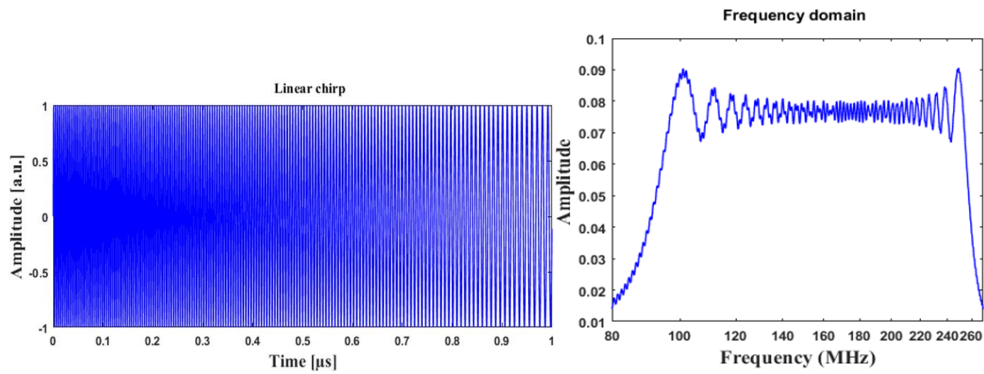 Linear chirp
Amplitude [a.u.]
1
0.5
0
-0.5
-1
0 0.1 0.2 0.3 0.4 0.5 0.6 0.7 0.8 0.9 1
Time [µs]
Frequency domain
Amplitude
0.1
0.09
0.08
0.07
0.06
0.05
0.04
0.03
0.02
0.01
80 100 120 140 160 180 200 220 240 260
Frequency (MHz)